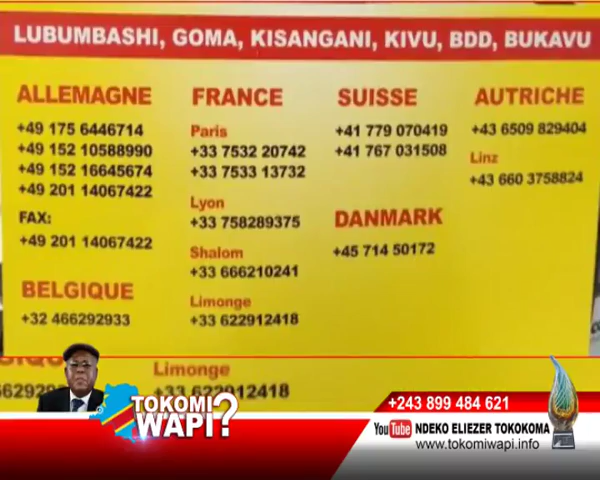 LUBUMBASHI, GOMA, KISANGANI, KIVU, BDD, BUKAVU
ALLEMAGNE
+49 175 6446714
+49 152 10588990
+49 152 16645674
+49 201 14067422
FAX:
+49 201 14067422
BELGIQUE
+32 466292933
FRANCE
Paris
+33 7532 20742
+33 7533 13732
Lyon
+33 758289375
Shalom
+33 666210241
Limonge
+33 622912418
SUISSE
+41 779 070419
+41 767 031508
DANMARK
+45 714 50172
AUTRICHE
+43 6509 829404
Linz
+43 660 3758824
Limonge
+33 622912418
TOKOMI
WAPI?
+243 899 484 621
YouTube NDEKO ELIEZER TOKOKOMA
www.tokomiwapi.info